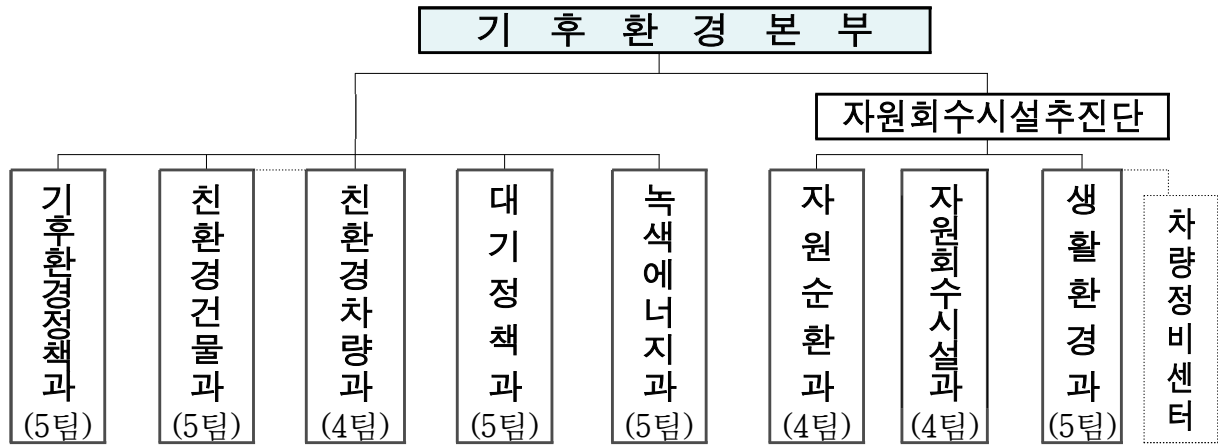 기 후 환 경 본 부
자원회수시설추진단
기후환경정책과
(5팀)
친환경건물과
(5팀)
친환경차량과
(4팀)
대기정책과
(5팀)
녹색에너지과
(5팀)
자원순환과
(4팀)
자원회수시설과
(4팀)
생활환경과
(5팀)
차량정비센터